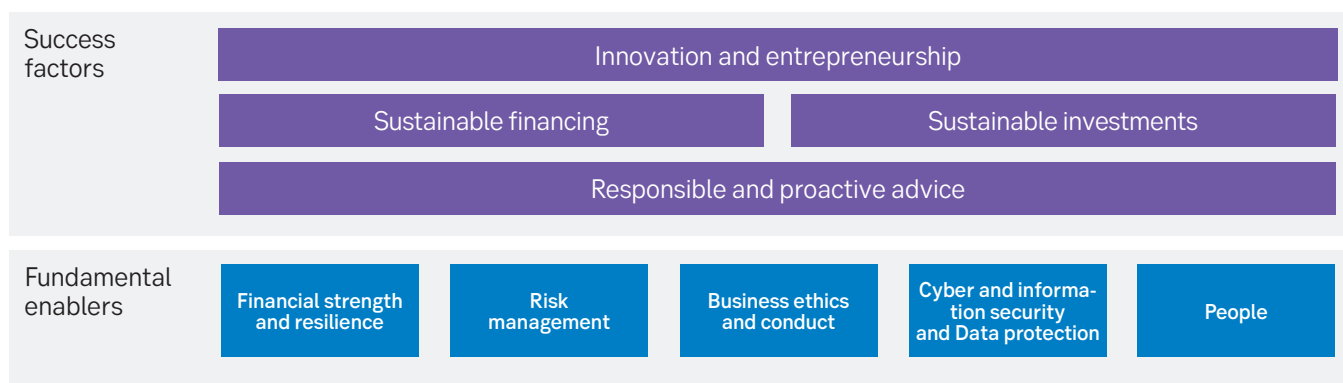 Success
factors
Innovation and entrepreneurship
Sustainable financing
Sustainable investments
Responsible and proactive advice
Fundamental
enablers
Financial strength
and resilience
Risk
management
Business ethics
and conduct
Cyber and informa-
tion security
and Data protection
People